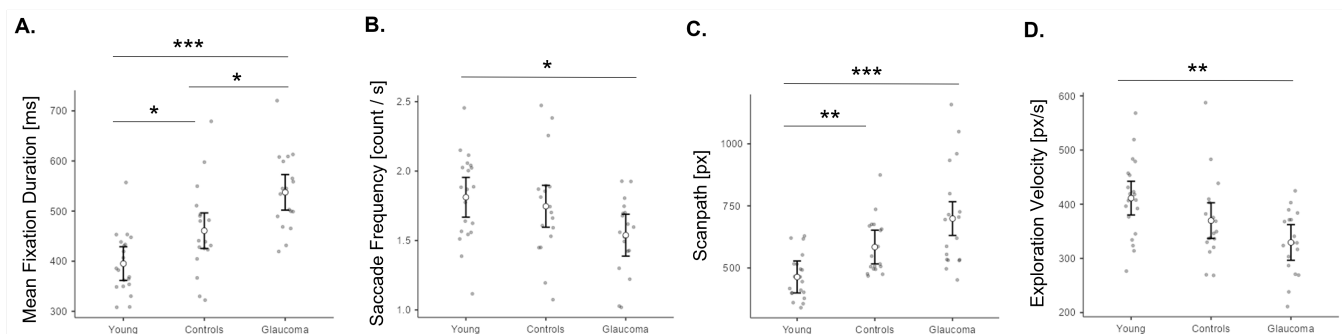 A.
***
*
*
Mean Fixation Duration [ms]
700
600
500
400
300
Young Controls Glaucoma
B.
*
Saccade Frequency [count / s]
2.5
2.0
1.5
1.0
Young Controls Glaucoma
C.
***
**
Scanpath [px]
1000
750
500
Young Controls Glaucoma
D.
**
Exploration Velocity [px/s]
600
500
400
300
200
Young Controls Glaucoma